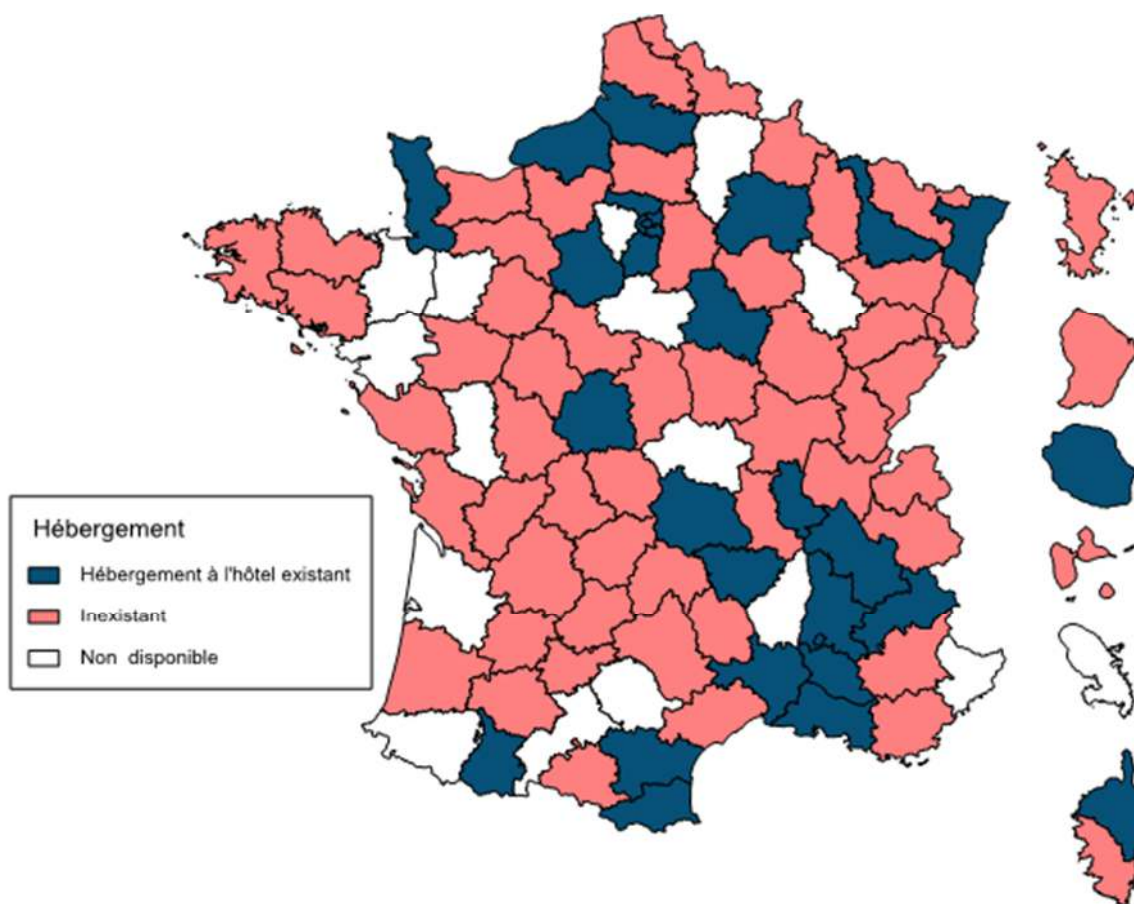 Hébergement
Hébergement à l'hôtel existant
Inexistant
Non disponible